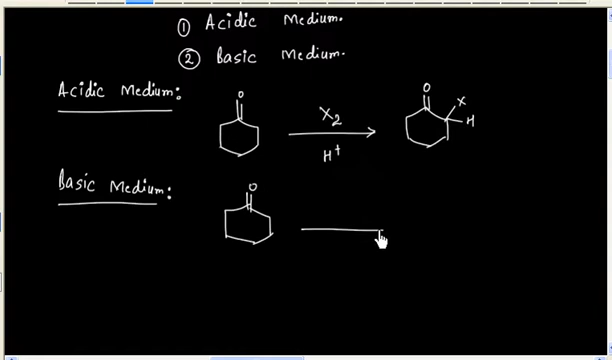 ① Acidic Medium.
② Basic Medium.
Acidic Medium:
O
X₂
H⁺
O
X
H
Basic Medium:
O